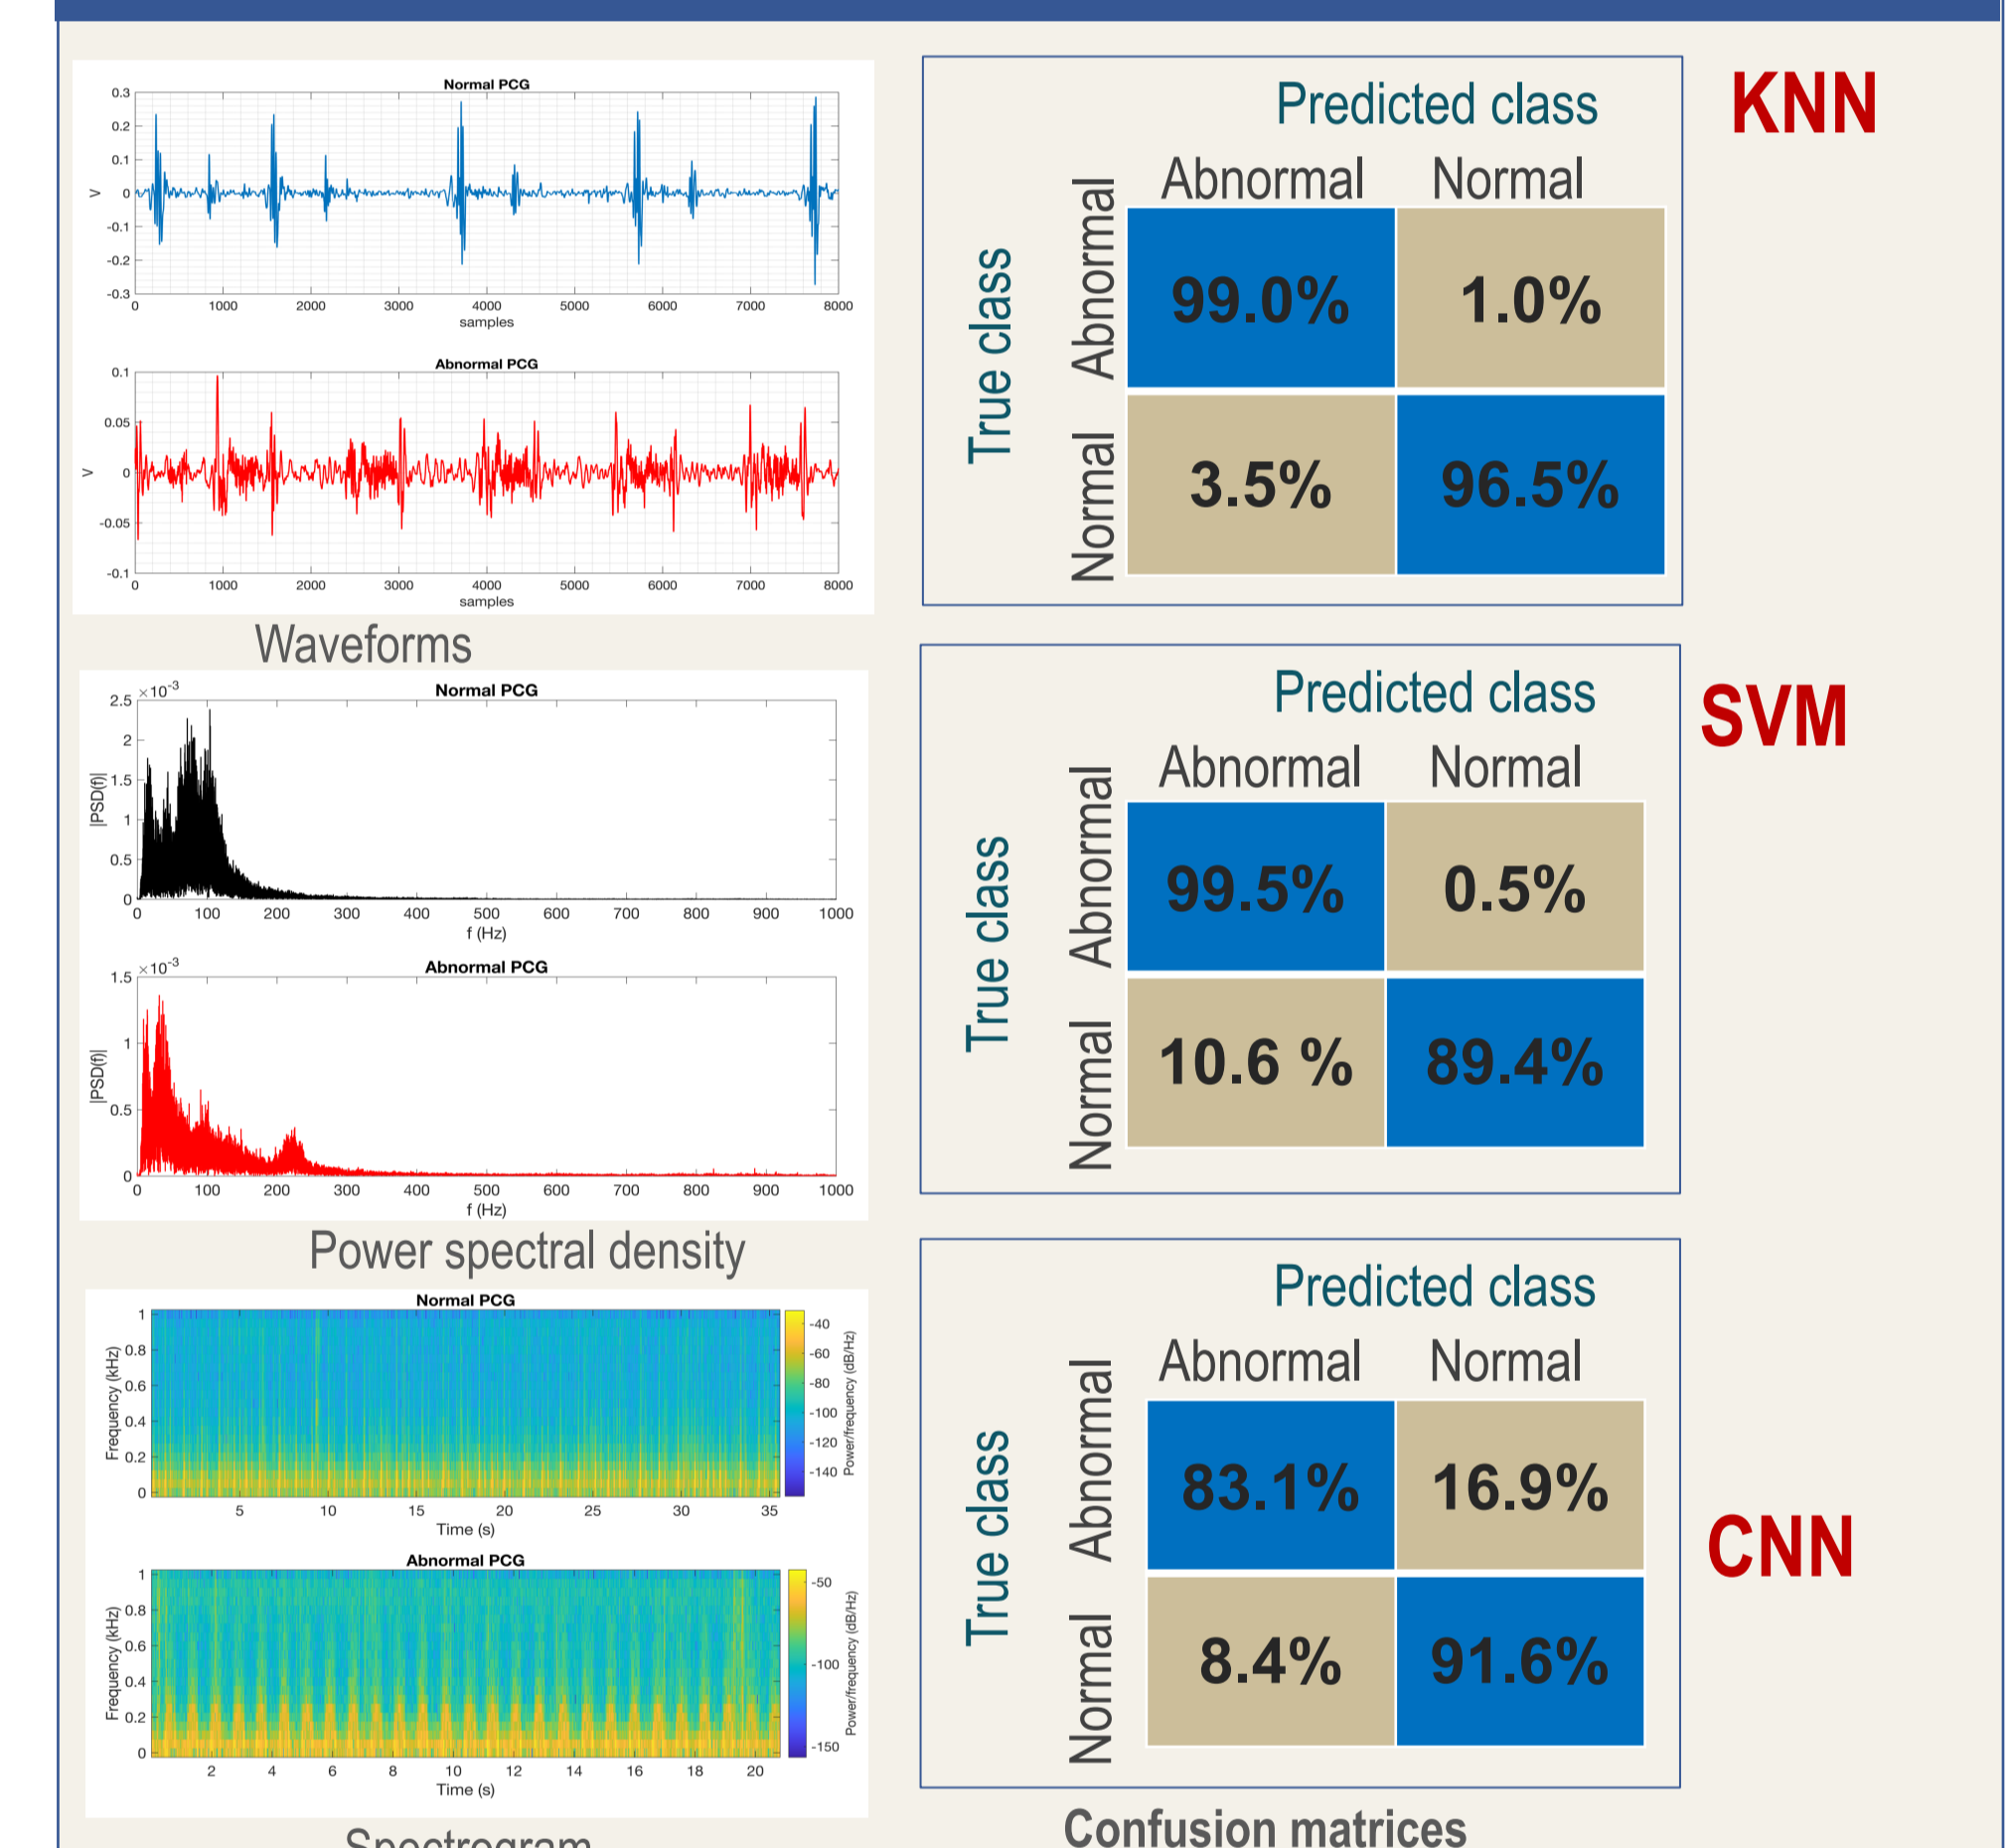 Normal PCG
0.3
0.2
0.1
0
-0.1
-0.2
-0.3
V
0 1000 2000 3000 4000 5000 6000 7000 8000
samples
Abnormal PCG
0.1
0.05
0
-0.05
-0.1
V
0 1000 2000 3000 4000 5000 6000 7000 8000
samples
Waveforms
Normal PCG
×10-3
2.5
2
1.5
1
0.5
0
|PSD(f)|
0 100 200 300 400 500 600 700 800 900 1000
f (Hz)
Abnormal PCG
×10-3
1.5
1
0.5
0
|PSD(f)|
0 100 200 300 400 500 600 700 800 900 1000
f (Hz)
Power spectral density
Normal PCG
1
0.8
0.6
0.4
0.2
0
Frequency (kHz)
5 10 15 20 25 30 35
Time (s)
-40
-60
-80
-100
-120
-140
Power/frequency (dB/Hz)
Abnormal PCG
1
0.8
0.6
0.4
0.2
0
Frequency (kHz)
2 4 6 8 10 12 14 16 18 20
Time (s)
-50
-100
-150
Power/frequency (dB/Hz)
Spectrogram
KNN
Predicted class
Abnormal Normal
True class
Abnormal
99.0% 1.0%
Normal
3.5% 96.5%
SVM
Predicted class
Abnormal Normal
True class
Abnormal
99.5% 0.5%
Normal
10.6 % 89.4%
CNN
Predicted class
Abnormal Normal
True class
Abnormal
83.1% 16.9%
Normal
8.4% 91.6%
Confusion matrices